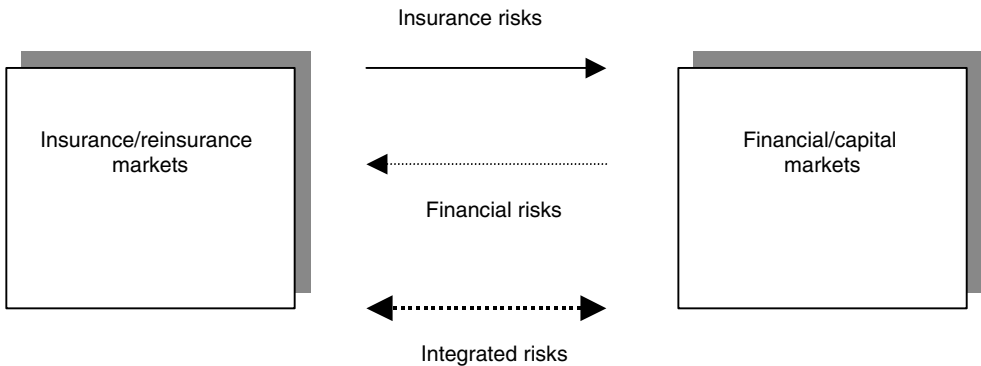 Insurance risks
Insurance/reinsurance
markets
Financial/capital
markets
Financial risks
Integrated risks